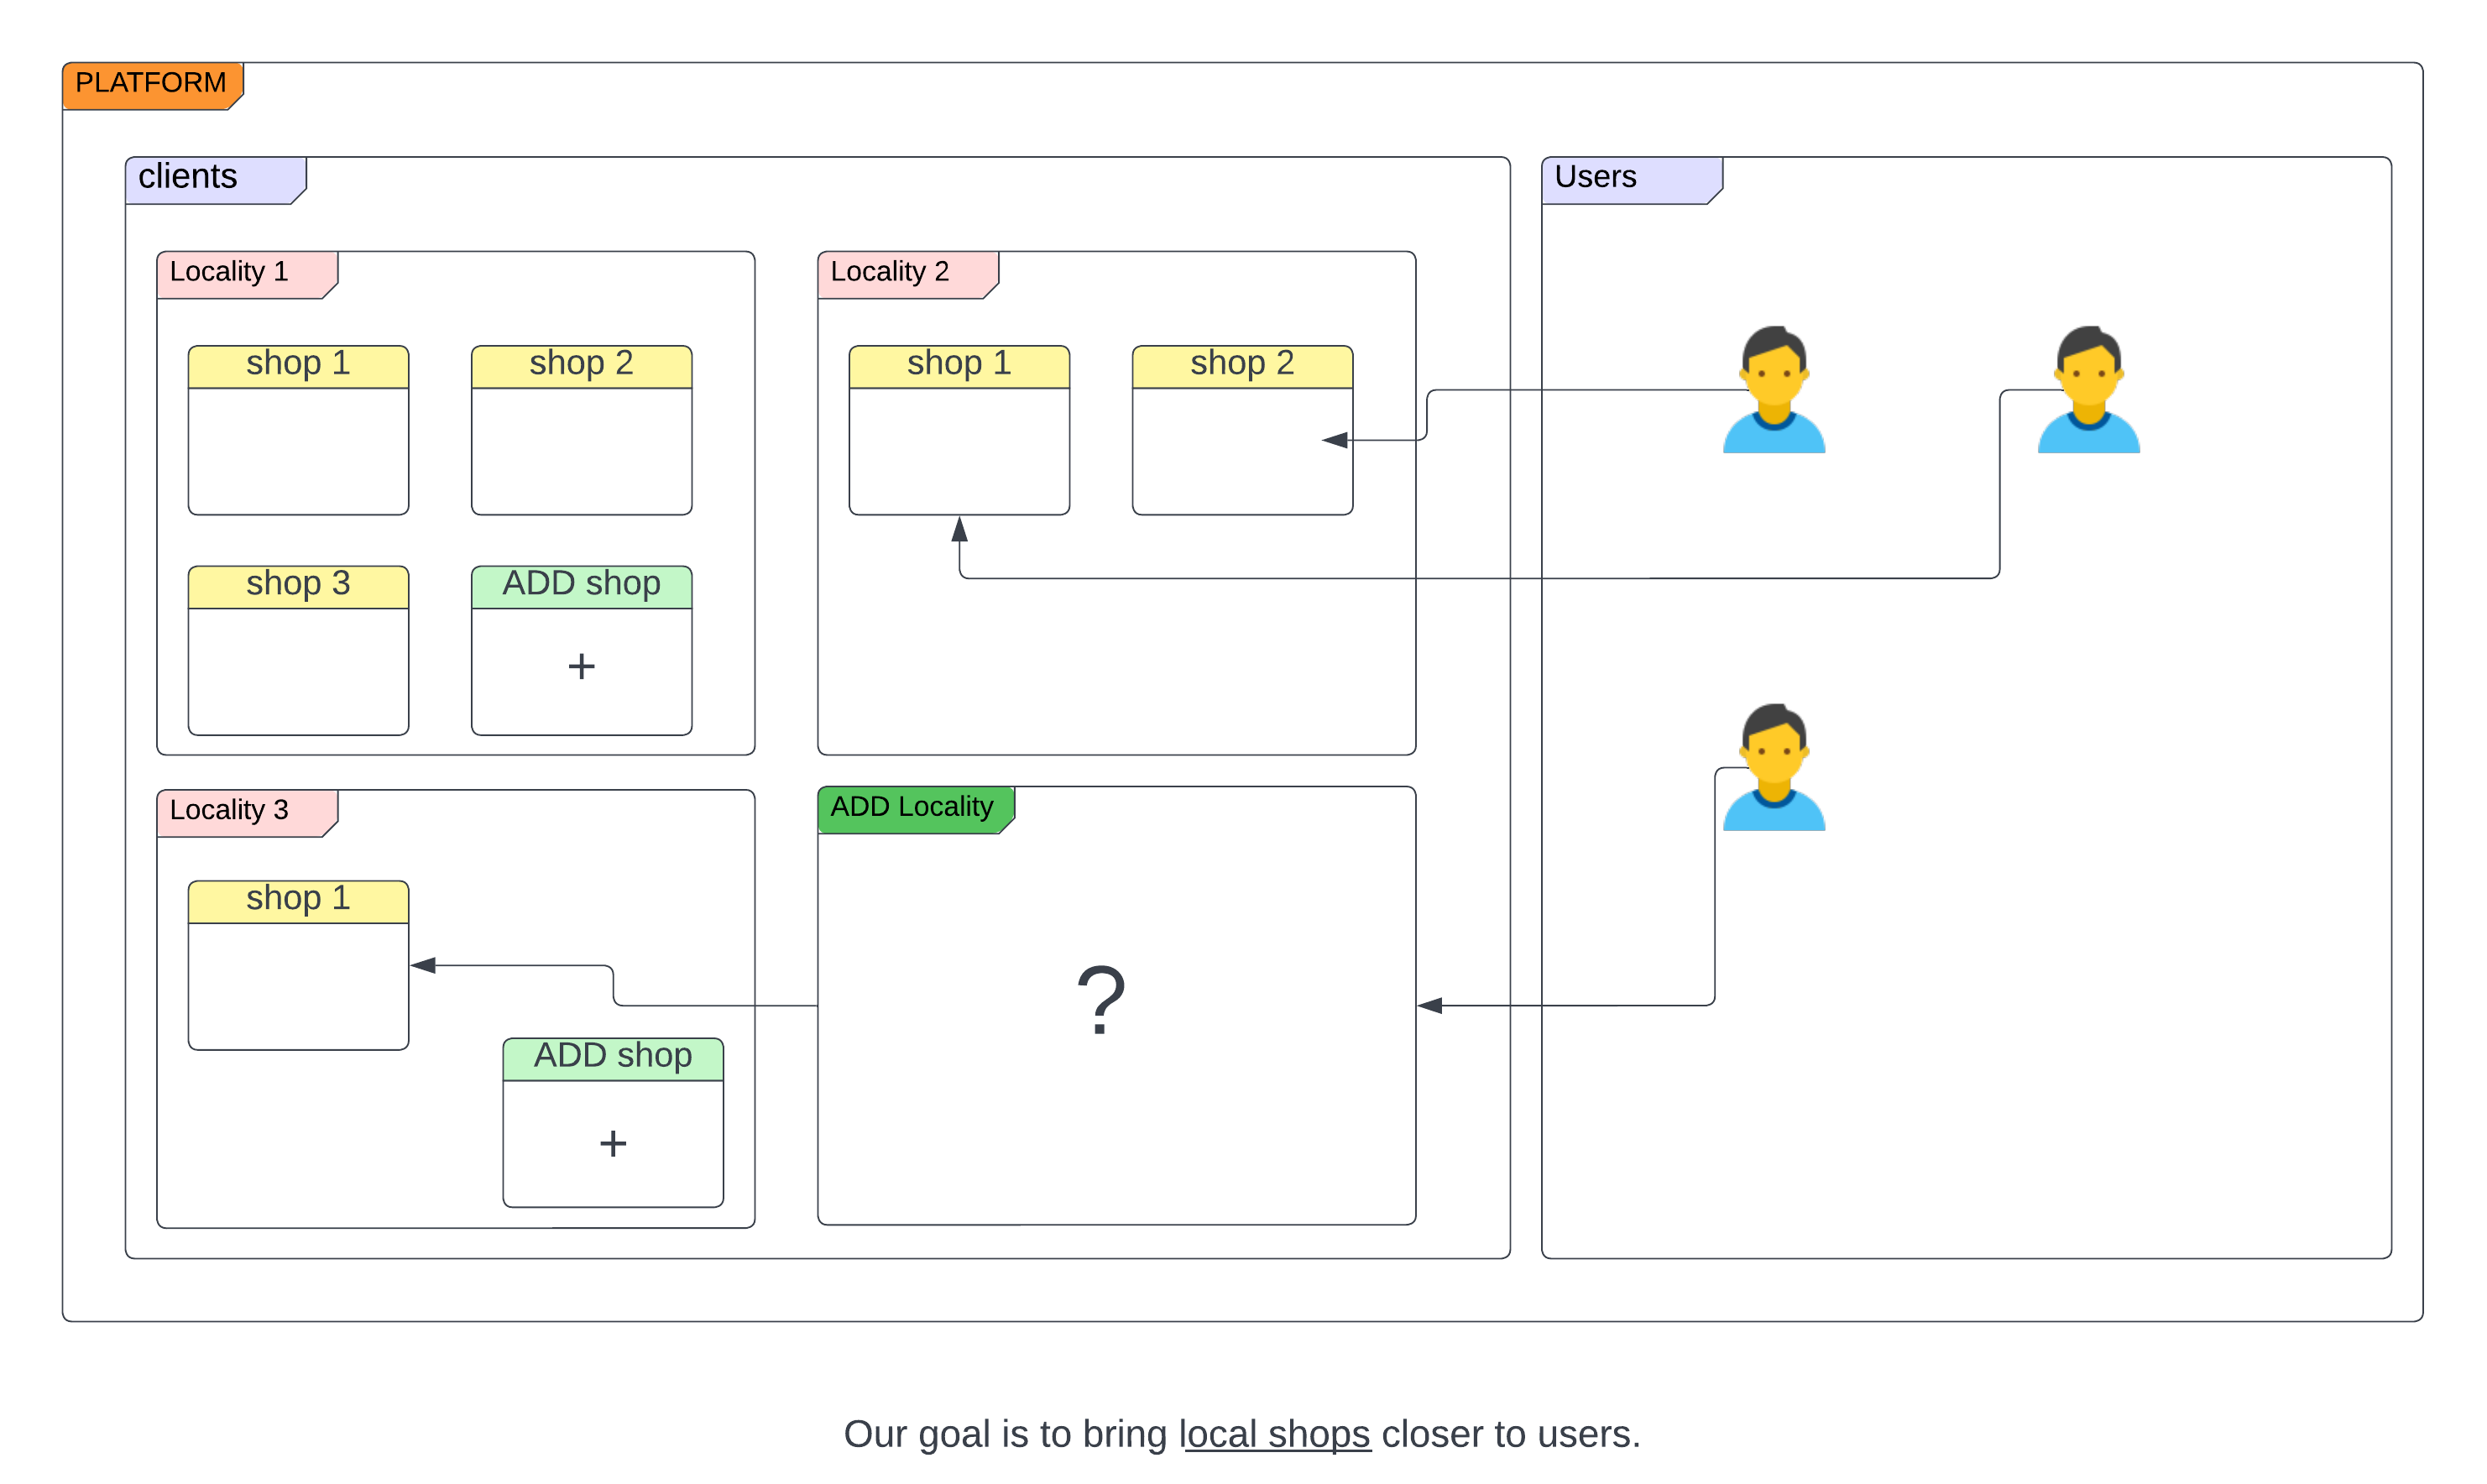 PLATFORM
clients
Users
Locality 1
Locality 2
shop 1
shop 2
shop 1
shop 2
shop 3
ADD shop
+
Locality 3
ADD Locality
shop 1
?
ADD shop
+
Our goal is to bring local shops closer to users.